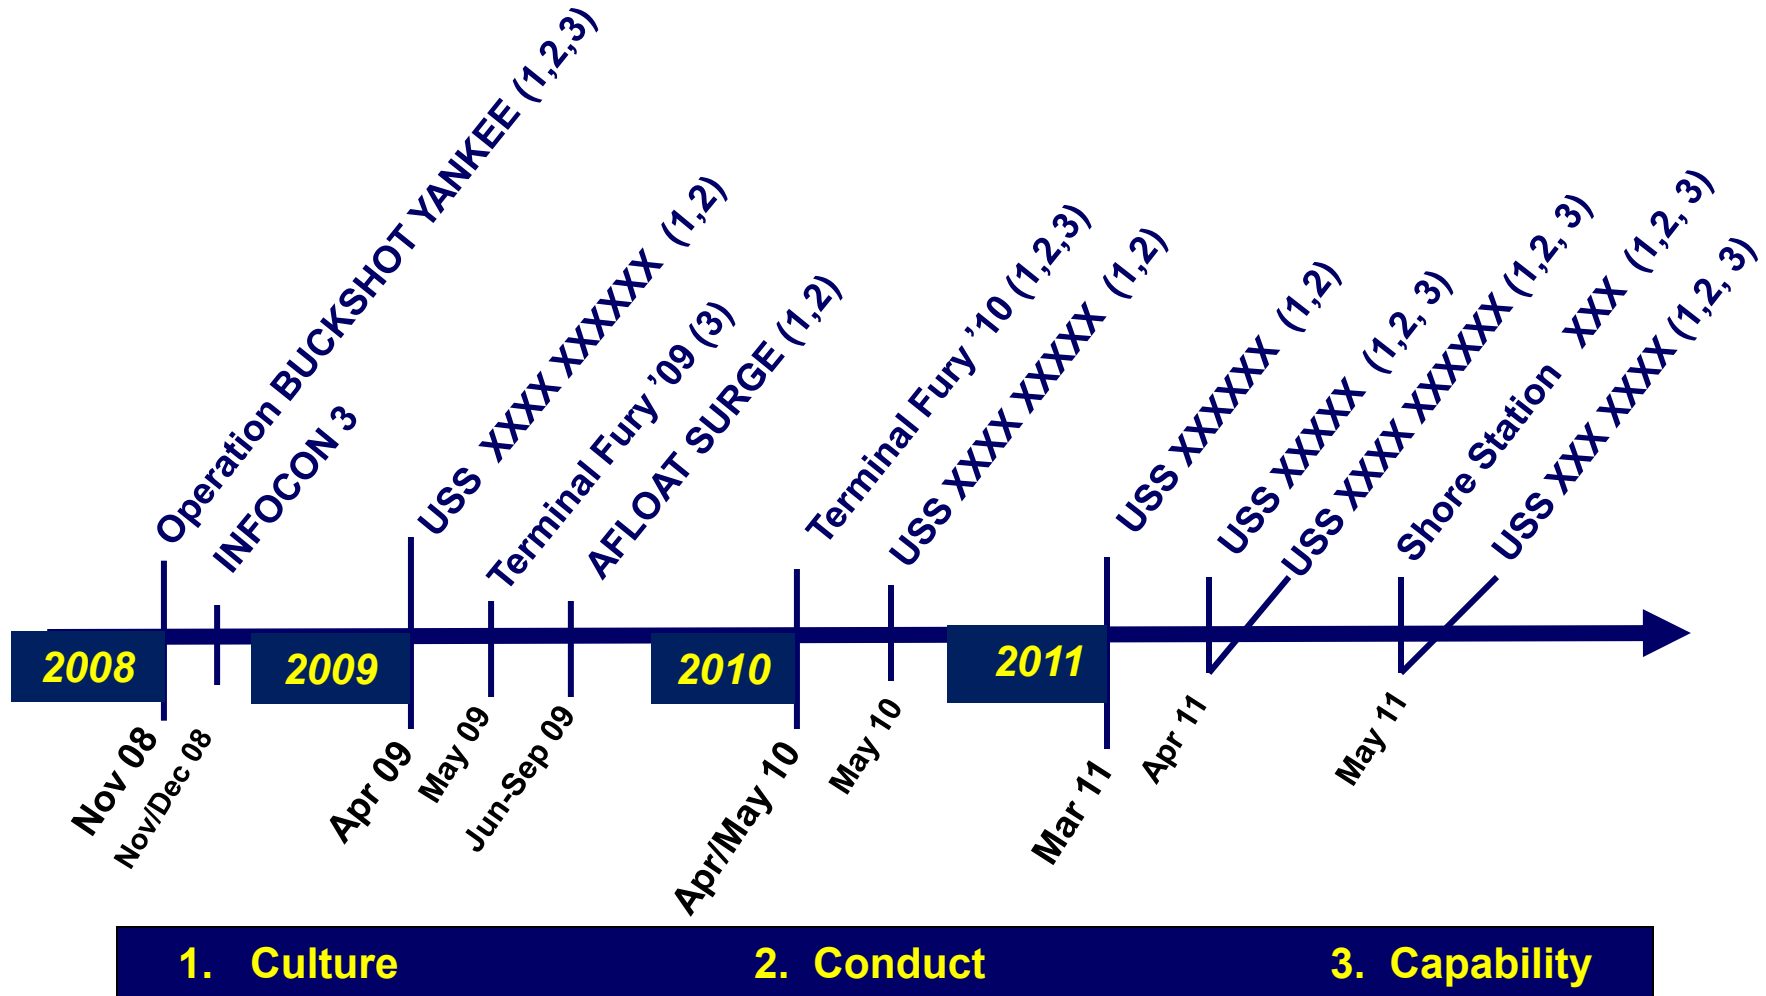 Operation BUCKSHOT YANKEE (1,2,3)
INFOCON 3
USS  XXXX XXXXXX  (1,2)
Terminal Fury ’09 (3)
AFLOAT SURGE (1,2)
Terminal Fury ’10 (1,2,3)
USS XXXX XXXXXX  (1,2)
USS XXXXXXX  (1,2)
USS XXXXX  (1,2, 3)
USS XXXX XXXXXXX (1,2, 3)
Shore Station   XXX  (1,2, 3)
USS XXX XXXX (1,2, 3)
2008
2009
2010
2011
Nov 08
Nov/Dec 08
Apr 09
May 09
Jun-Sep 09
Apr/May 10
May 10
Mar 11
Apr 11
May 11
1.   Culture
2.  Conduct
3.  Capability